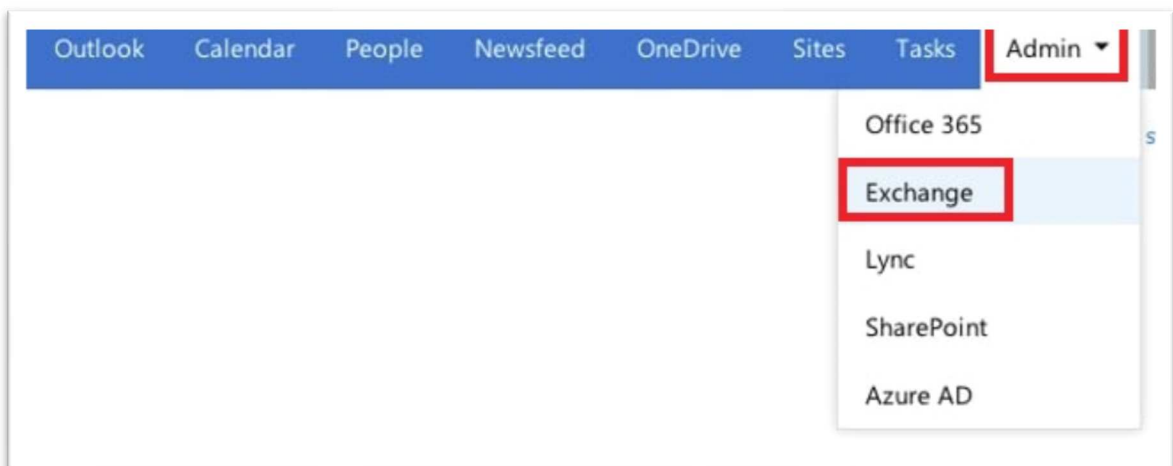 Outlook Calendar People Newsfeed OneDrive Sites Tasks Admin
Office 365
s
Exchange
Lync
SharePoint
Azure AD